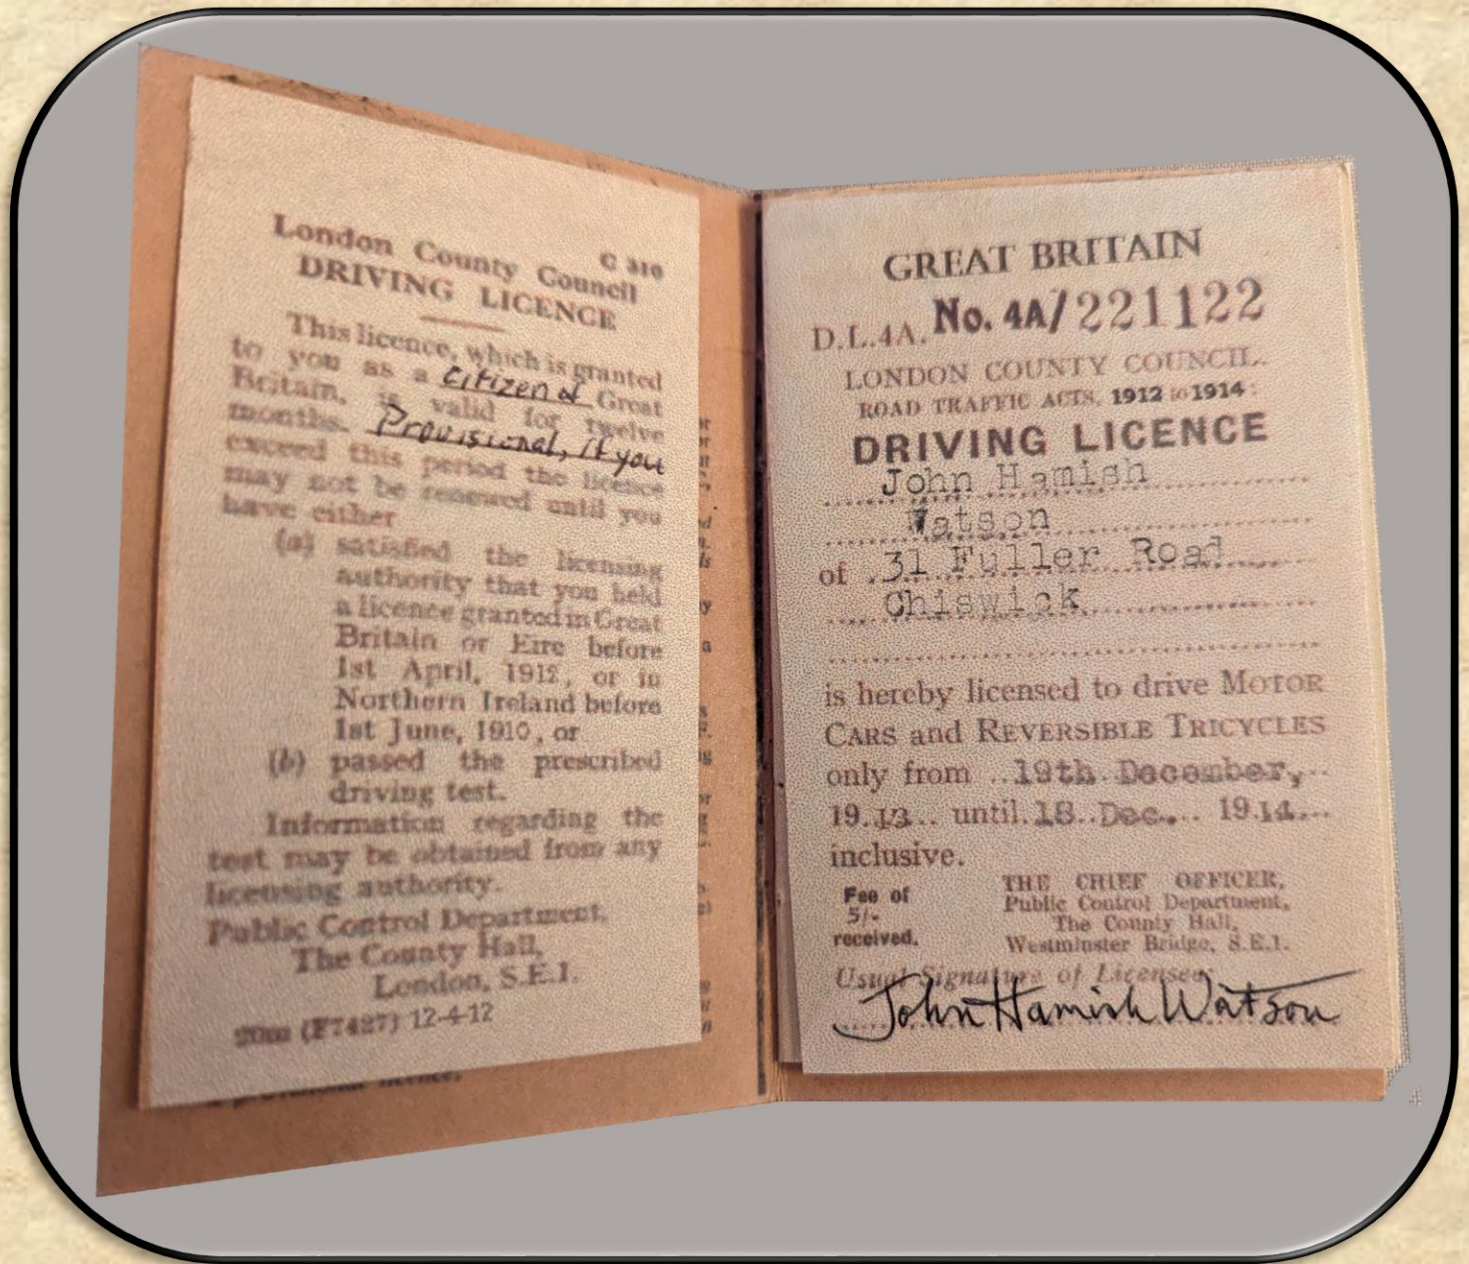 London County Council
C 310
DRIVING LICENCE
This licence, which is granted
to you as a Citizen of Great
Britain, is valid for twelve
months. Provisional, if you
exceed this period the licence
may not be renewed until you
have either
(a) satisfied the licensing
authority that you held
a licence granted in Great
Britain or Eire before
1st April, 1912, or in
Northern Ireland before
1st June, 1910, or
(b) passed the prescribed
driving test.
Information regarding the
test may be obtained from any
licensing authority.
Public Control Department,
The County Hall,
London, S.E.1.
(F7427) 12-4-12
GREAT BRITAIN
D.L.4A. No. 4A/221122
LONDON COUNTY COUNCIL.
ROAD TRAFFIC ACTS, 1912 to 1914:
DRIVING LICENCE
John Hamish
Watson
of 31 Fuller Road
Chiswick
is hereby licensed to drive MOTOR
CARS and REVERSIBLE TRICYCLES
only from 19th December,
19.13.. until 18 Dec. 19.14
inclusive.
Fee of
5/-
received.
THE CHIEF OFFICER,
Public Control Department,
The County Hall,
Westminster Bridge, S.E.1.
Usual Signature of Licensee:
John Hamish Watson